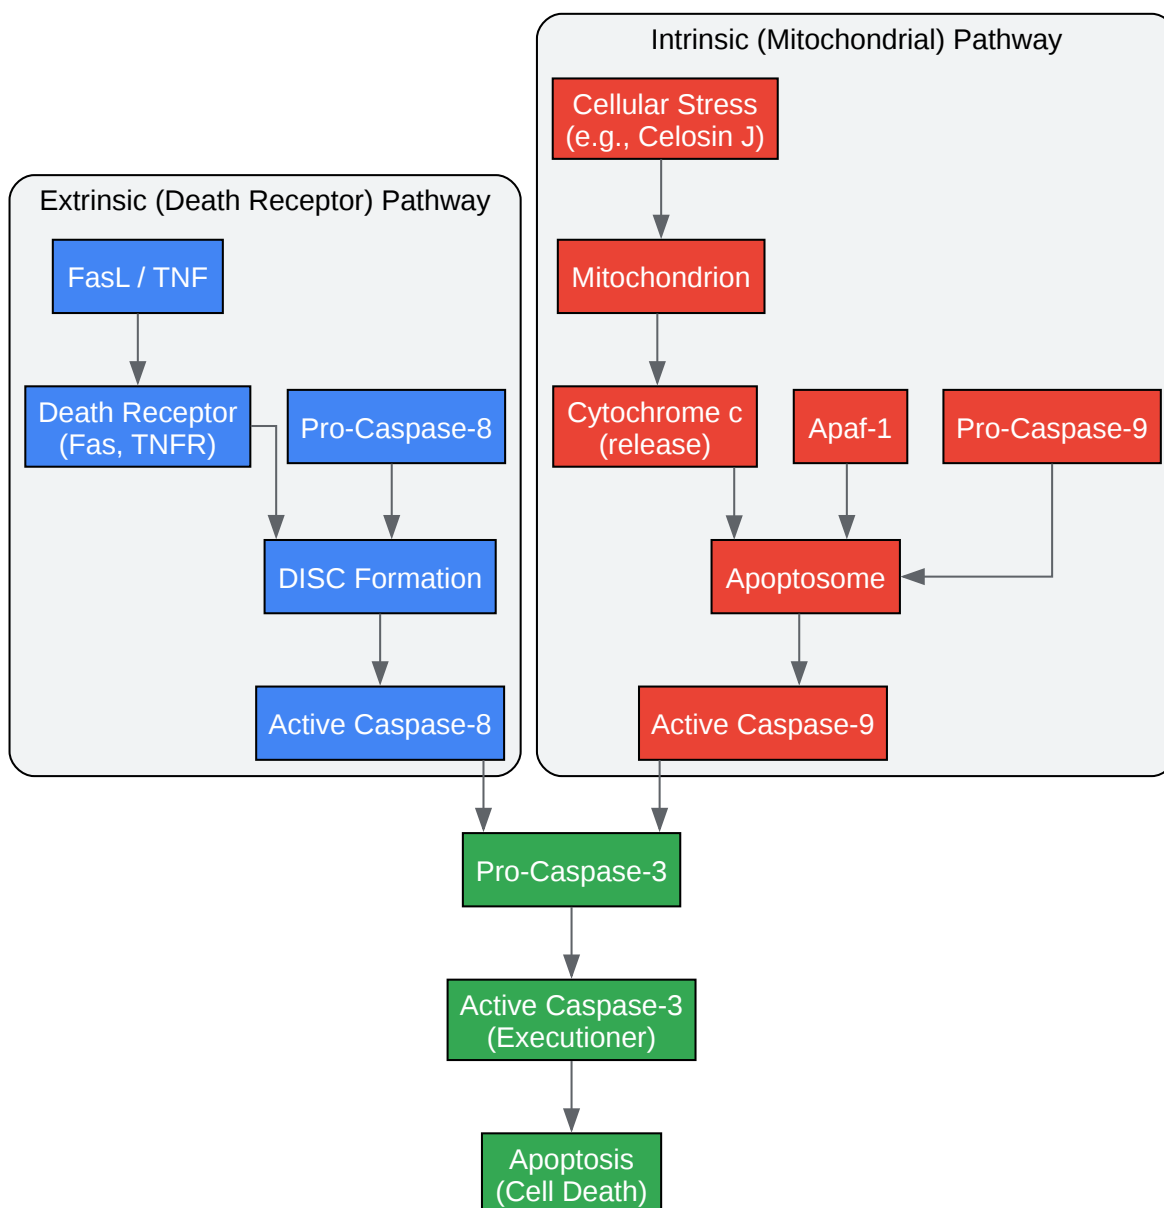 Intrinsic (Mitochondrial) Pathway
Cellular Stress
(e.g., Celosin J)
Extrinsic (Death Receptor) Pathway
FasL / TNF
Mitochondrion
Death Receptor
(Fas, TNFR)
Pro-Caspase-8
Cytochrome c
(release)
Apaf-1
Pro-Caspase-9
DISC Formation
Apoptosome
Active Caspase-8
Active Caspase-9
Pro-Caspase-3
Active Caspase-3
(Executioner)
Apoptosis
(Cell Death)